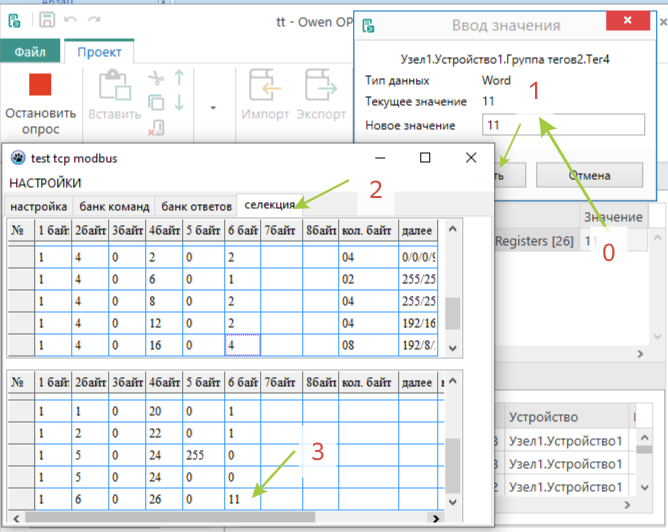 Абзац
tt - Owen OP
Файл
Проект
Остановить опрос
Вставить
Импорт
Экспорт
Ввод значения
Узел1.Устройство1.Группа тегов2.Тег4
Тип данных Word
Текущее значение 11
Новое значение 11
ть
Отмена
1
test tcp modbus
НАСТРОЙКИ
2
настройка банк команд банк ответов селекция
№ 1 байт 2байт 3байт 4байт 5 байт 6 бай 7байт 8байт кол. байт далее
1 4 0 2 0 2 04 0/0/0/9
1 4 0 6 0 1 02 255/25
1 4 0 8 0 2 04 255/25
1 4 0 12 0 2 04 192/16
1 4 0 16 0 4 08 192/8/
Значение
Registers [26] 11
0
№ 1 байт 2байт 3байт 4байт 5 байт 6 бай 7байт 8байт кол. байт далее
1 1 0 20 0 1
1 2 0 22 0 1
1 5 0 24 255 0
1 5 0 24 0 0
1 6 0 26 0 11
3
Устройство
3 Узел1.Устройство1
3 Узел1.Устройство1
2 Узел1.Устройство1